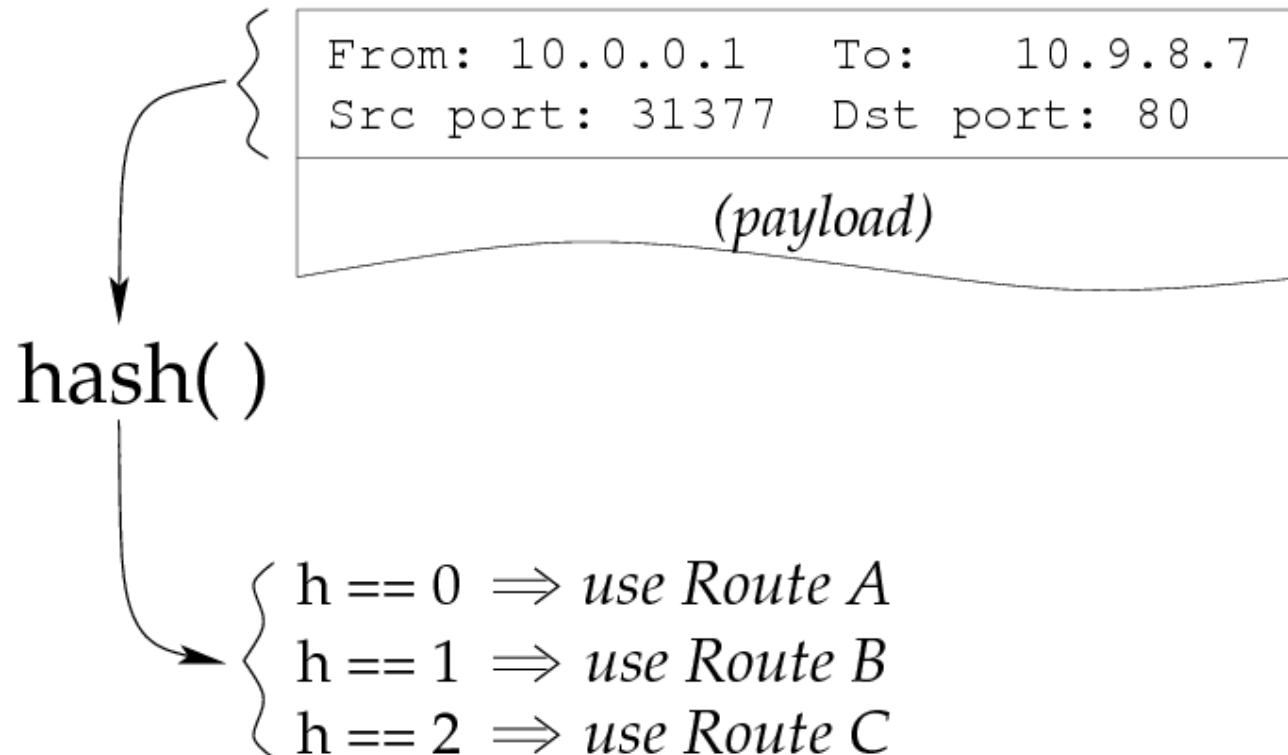 From: 10.0.0.1 To: 10.9.8.7
Src port: 31377 Dst port: 80
(payload)
hash( )
h == 0 ⇒ use Route A
h == 1 ⇒ use Route B
h == 2 ⇒ use Route C